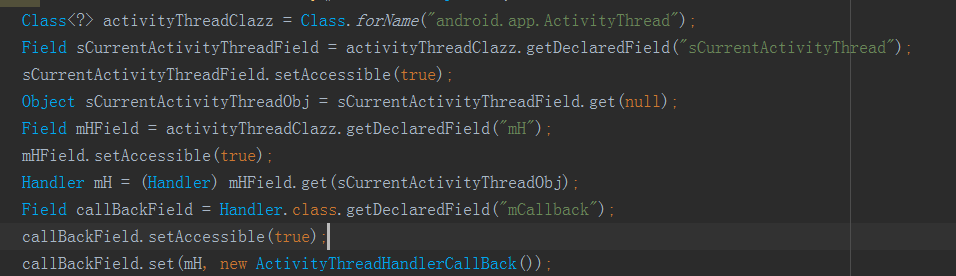 Class<?> activityThreadClazz = Class.forName("android.app.ActivityThread");
Field sCurrentActivityThreadField = activityThreadClazz.getDeclaredField("sCurrentActivityThread");
sCurrentActivityThreadField.setAccessible(true);
Object sCurrentActivityThreadObj = sCurrentActivityThreadField.get(null);
Field mHField = activityThreadClazz.getDeclaredField("mH");
mHField.setAccessible(true);
Handler mH = (Handler) mHField.get(sCurrentActivityThreadObj);
Field callBackField = Handler.class.getDeclaredField("mCallback");
callBackField.setAccessible(true);
callBackField.set(mH, new ActivityThreadHandlerCallBack());